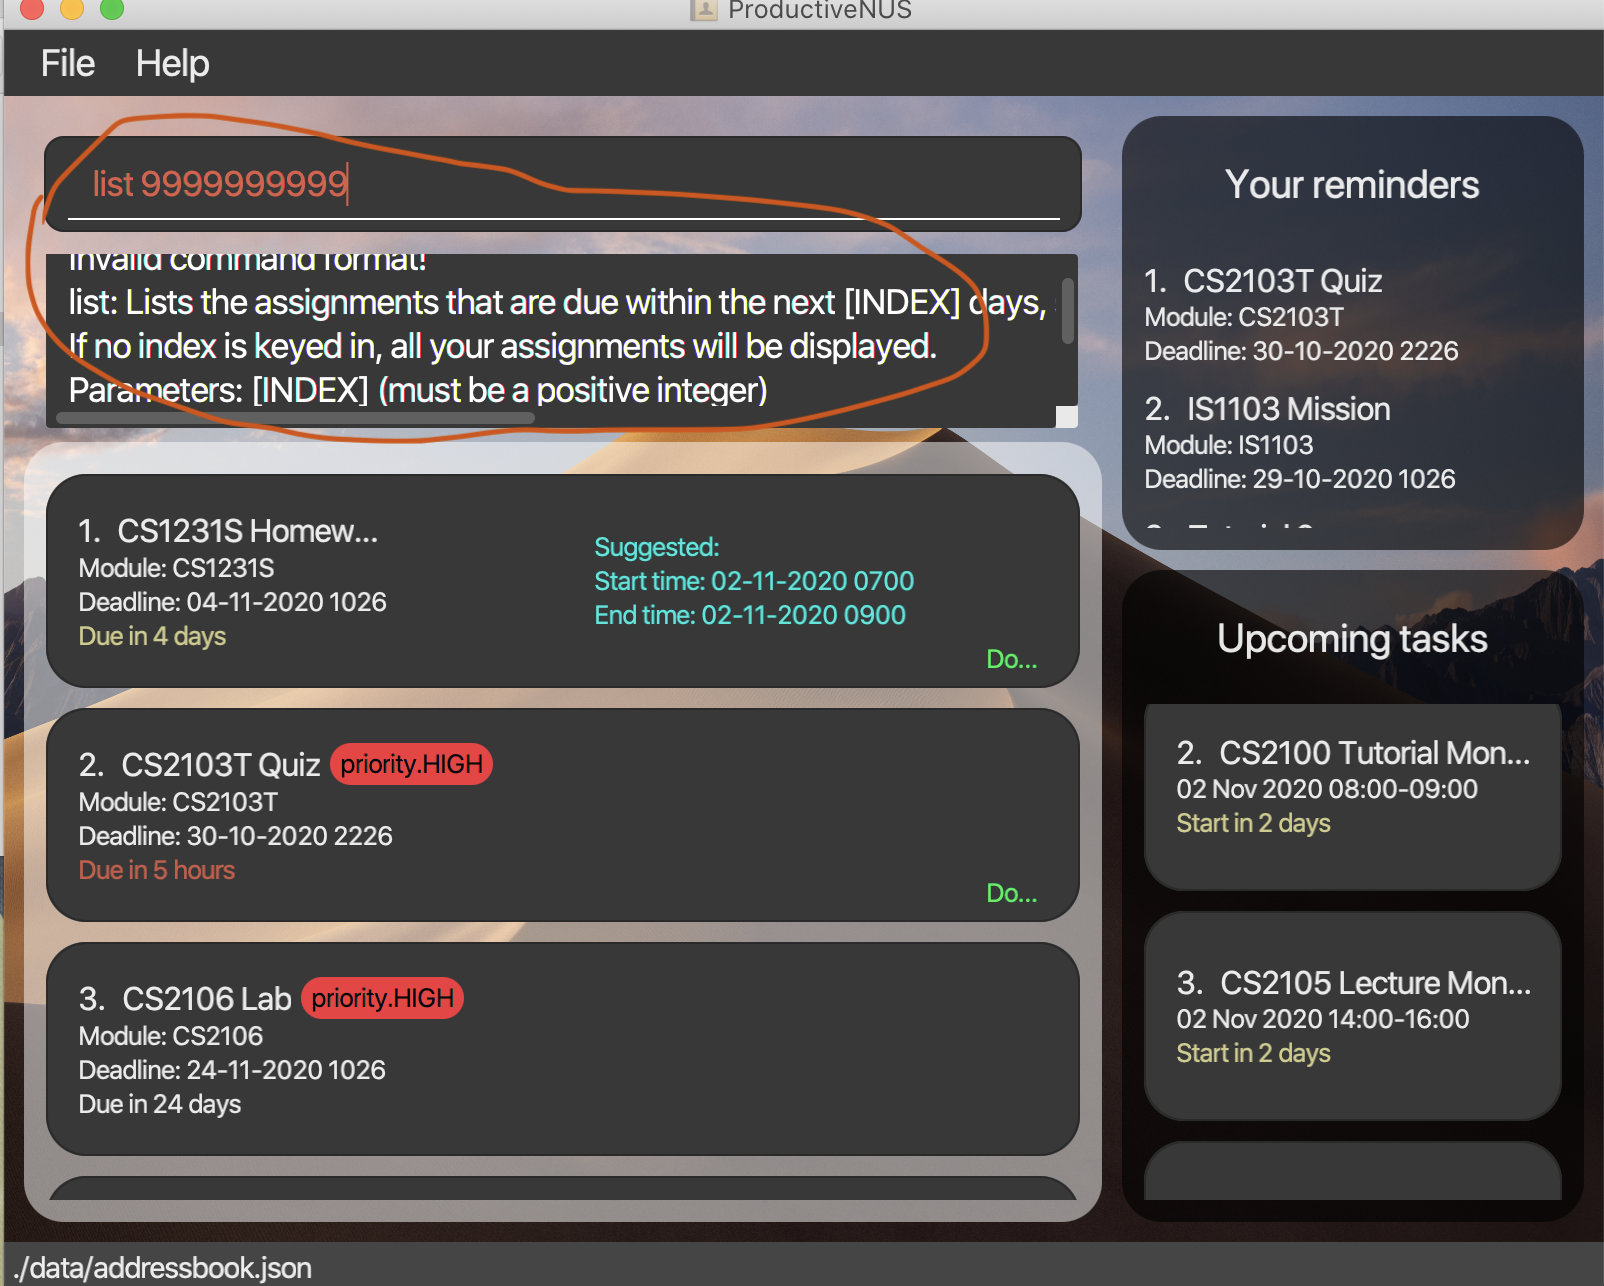 ProductiveNUS
File Help
list 9999999999
Invalid command format!
list: Lists the assignments that are due within the next [INDEX] days,
If no index is keyed in, all your assignments will be displayed.
Parameters: [INDEX] (must be a positive integer)
1. CS1231S Homew...
Module: CS1231S
Deadline: 04-11-2020 1026
Due in 4 days
Suggested:
Start time: 02-11-2020 0700
End time: 02-11-2020 0900
Do...
2. CS2103T Quiz priority.HIGH
Module: CS2103T
Deadline: 30-10-2020 2226
Due in 5 hours
Do...
3. CS2106 Lab priority.HIGH
Module: CS2106
Deadline: 24-11-2020 1026
Due in 24 days
Your reminders
1. CS2103T Quiz
Module: CS2103T
Deadline: 30-10-2020 2226
2. IS1103 Mission
Module: IS1103
Deadline: 29-10-2020 1026
Upcoming tasks
2. CS2100 Tutorial Mon...
02 Nov 2020 08:00-09:00
Start in 2 days
3. CS2105 Lecture Mon...
02 Nov 2020 14:00-16:00
Start in 2 days
./data/addressbook.json